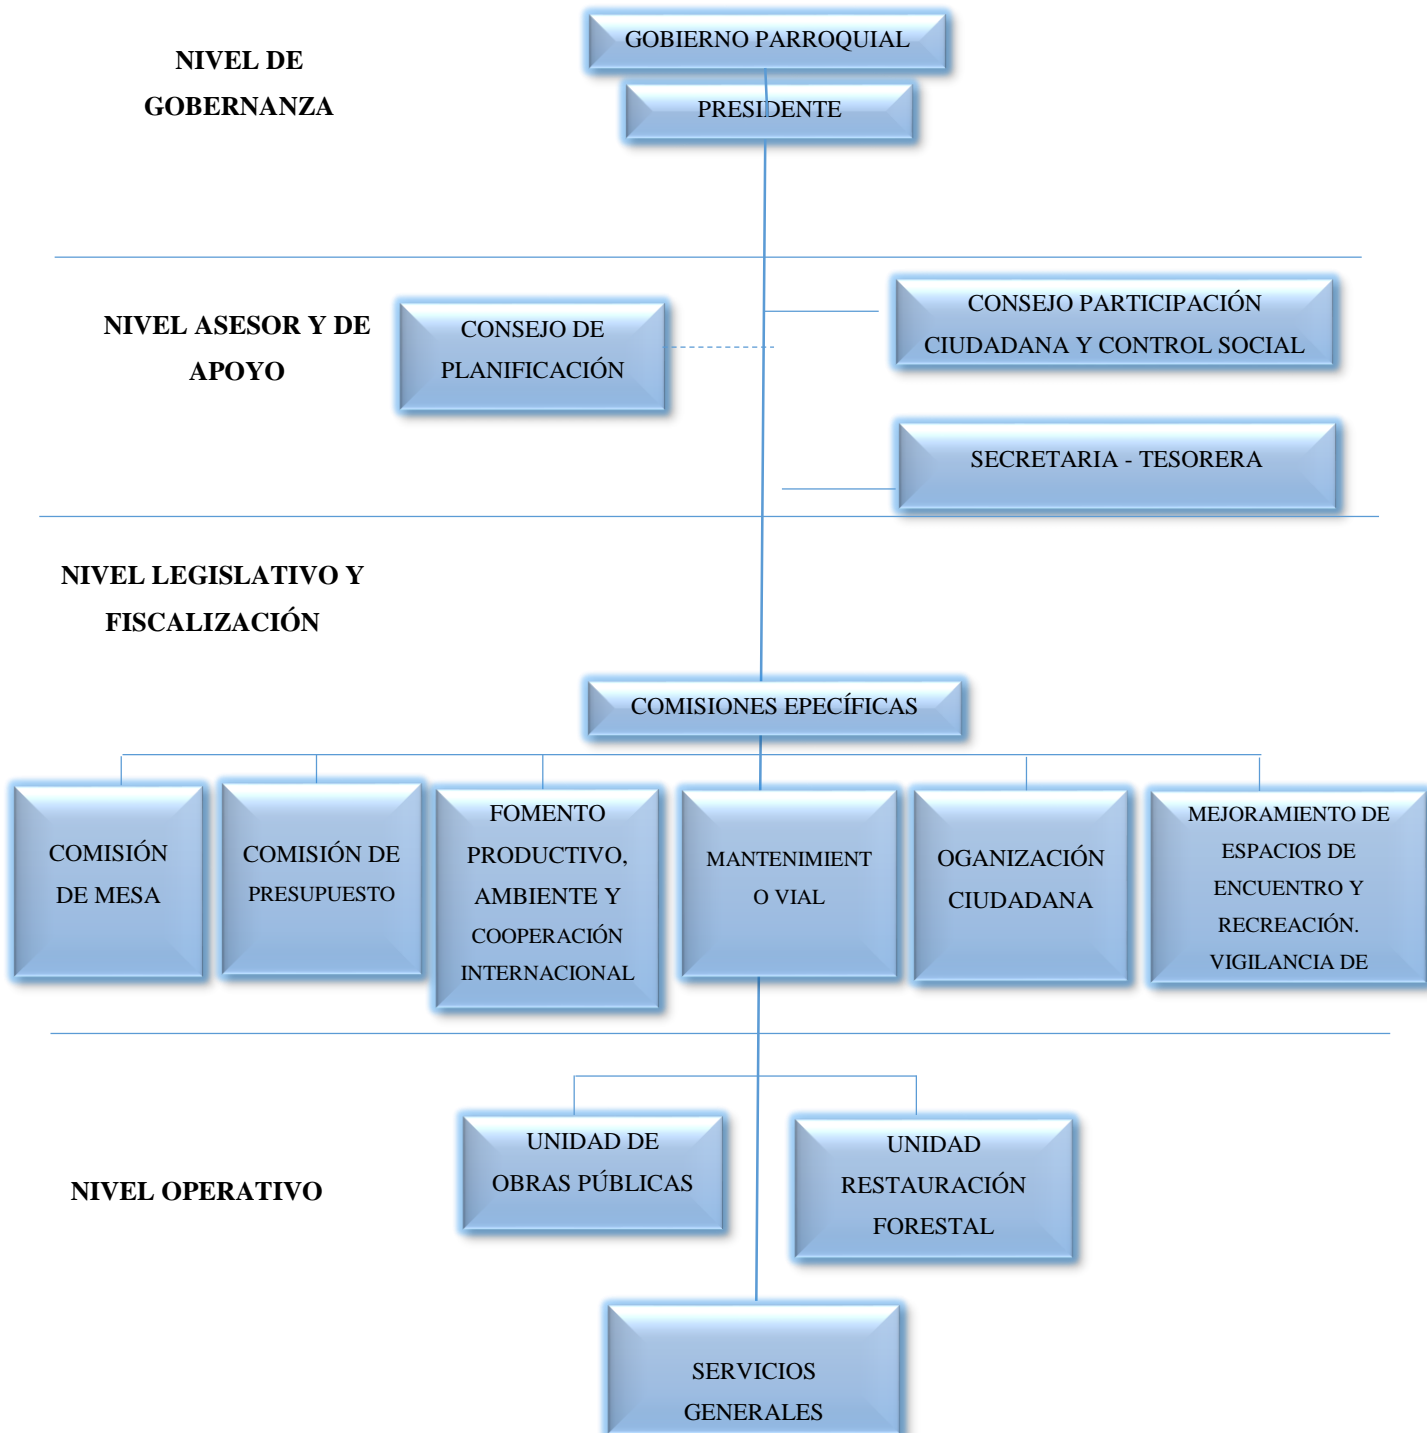 GOBIERNO PARROQUIAL
NIVEL DE
GOBERNANZA
PRESIDENTE
NIVEL ASESOR Y DE
APOYO
CONSEJO DE
PLANIFICACIÓN
CONSEJO PARTICIPACIÓN
CIUDADANA Y CONTROL SOCIAL
SECRETARIA - TESORERA
NIVEL LEGISLATIVO Y
FISCALIZACIÓN
COMISIONES EPECÍFICAS
COMISIÓN
DE MESA
COMISIÓN DE
PRESUPUESTO
FOMENTO
PRODUCTIVO,
AMBIENTE Y
COOPERACIÓN
INTERNACIONAL
MANTENIMIENT
O VIAL
OGANIZACIÓN
CIUDADANA
MEJORAMIENTO DE
ESPACIOS DE
ENCUENTRO Y
RECREACIÓN.
VIGILANCIA DE
NIVEL OPERATIVO
UNIDAD DE
OBRAS PÚBLICAS
UNIDAD
RESTAURACIÓN
FORESTAL
SERVICIOS
GENERALES